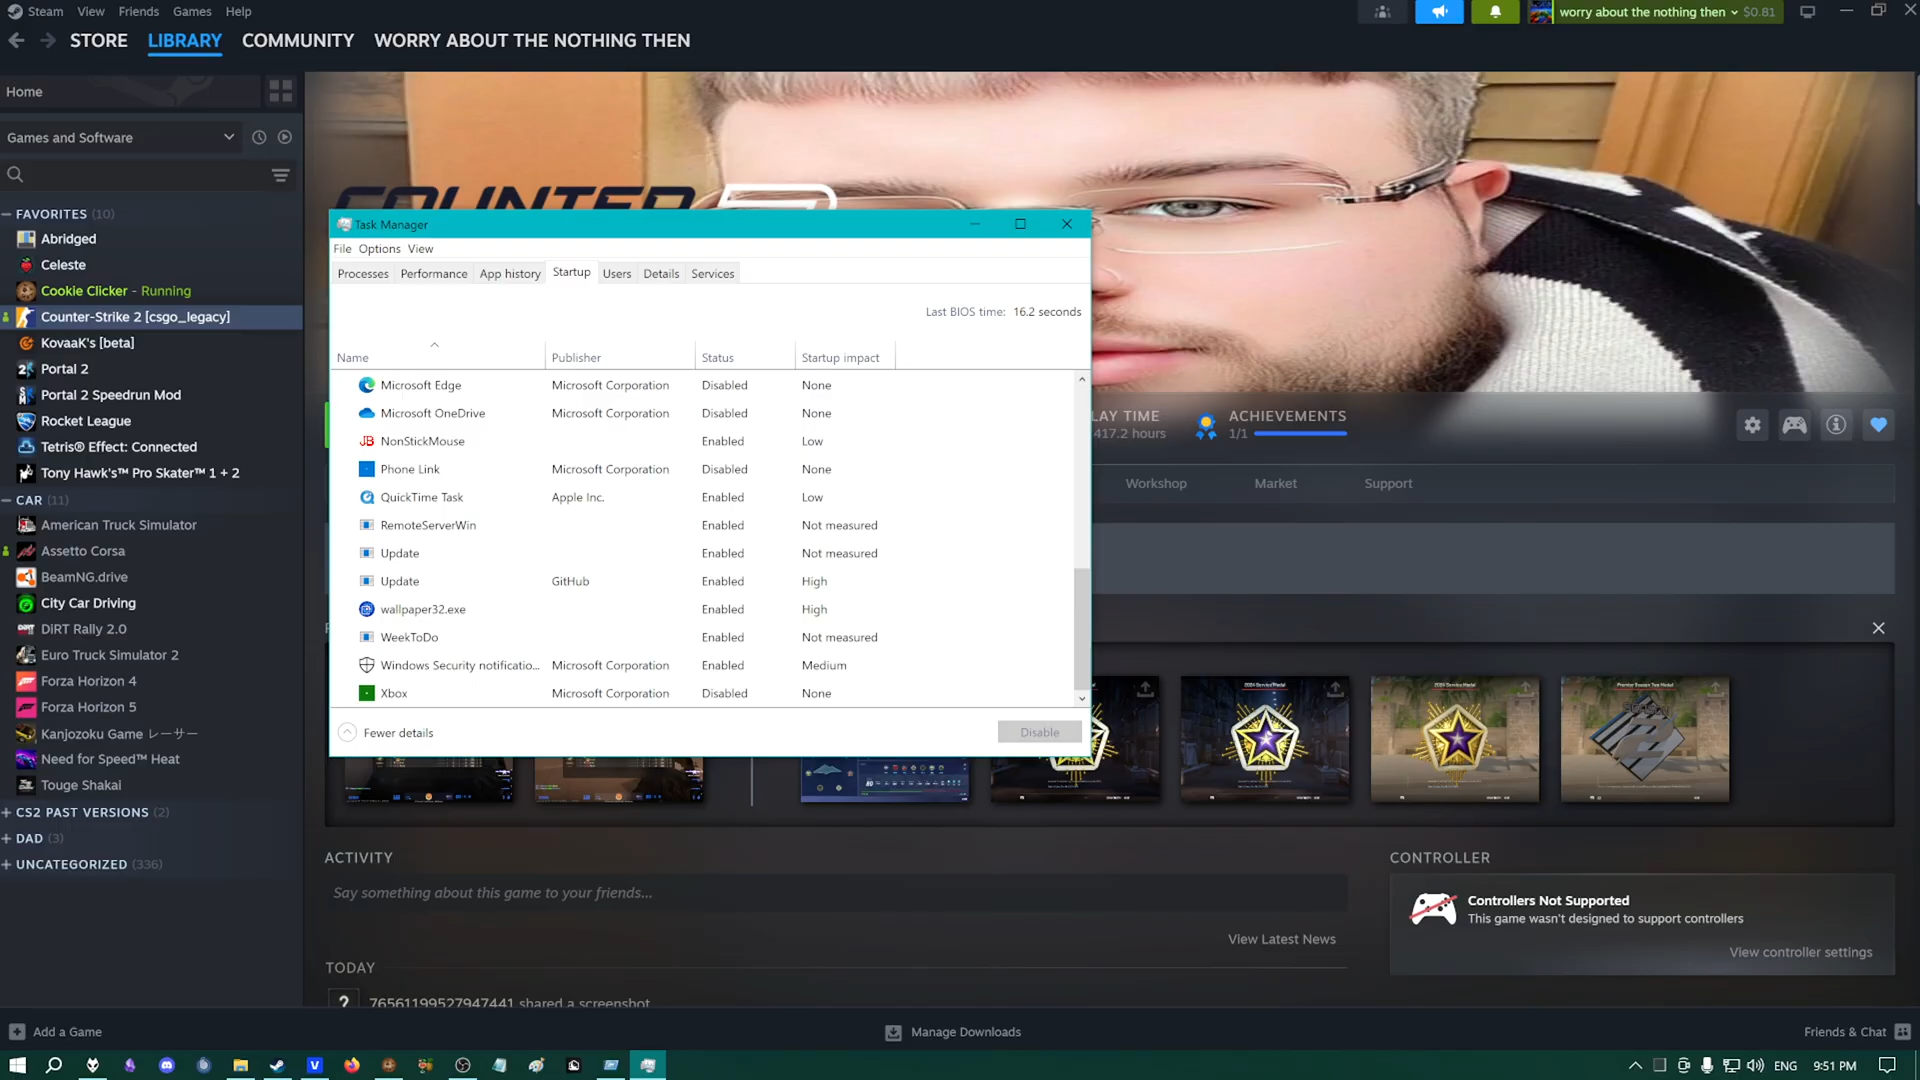 Steam View Friends Games Help
worry about the nothing then $0.81
STORE LIBRARY COMMUNITY WORRY ABOUT THE NOTHING THEN
Home
Games and Software
FAVORITES (10)
Abridged
Celeste
Cookie Clicker - Running
Counter-Strike 2 [csgo_legacy]
KovaaK's [beta]
Portal 2
Portal 2 Speedrun Mod
Rocket League
Tetris® Effect: Connected
Tony Hawk's™ Pro Skater™ 1 + 2
CAR (11)
American Truck Simulator
Assetto Corsa
BeamNG.drive
City Car Driving
DiRT Rally 2.0
Euro Truck Simulator 2
Forza Horizon 4
Forza Horizon 5
Kanjozoku Game レーサー
Need for Speed™ Heat
Touge Shakai
CS2 PAST VERSIONS (2)
DAD (3)
UNCATEGORIZED (336)
COUNTER
Task Manager
File Options View
Processes Performance App history Startup Users Details Services
Last BIOS time: 16.2 seconds
Name Publisher Status Startup impact
Microsoft Edge Microsoft Corporation Disabled None
Microsoft OneDrive Microsoft Corporation Disabled None
NonStickMouse Enabled Low
Phone Link Microsoft Corporation Disabled None
QuickTime Task Apple Inc. Enabled Low
RemoteServerWin Enabled Not measured
Update Enabled Not measured
Update GitHub Enabled High
wallpaper32.exe Enabled High
WeekToDo Enabled Not measured
Windows Security notificatio... Microsoft Corporation Enabled Medium
Xbox Microsoft Corporation Disabled None
Fewer details Disable
LAY TIME
417.2 hours
ACHIEVEMENTS
1/1
Workshop Market Support
2024 Service Medal
2024 Service Medal
Premier Season Two Medal
ACTIVITY
Say something about this game to your friends...
View Latest News
TODAY
76561199527947441 shared a screenshot
CONTROLLER
Controllers Not Supported
This game wasn't designed to support controllers
View controller settings
Add a Game Manage Downloads Friends & Chat
ENG 9:51 PM